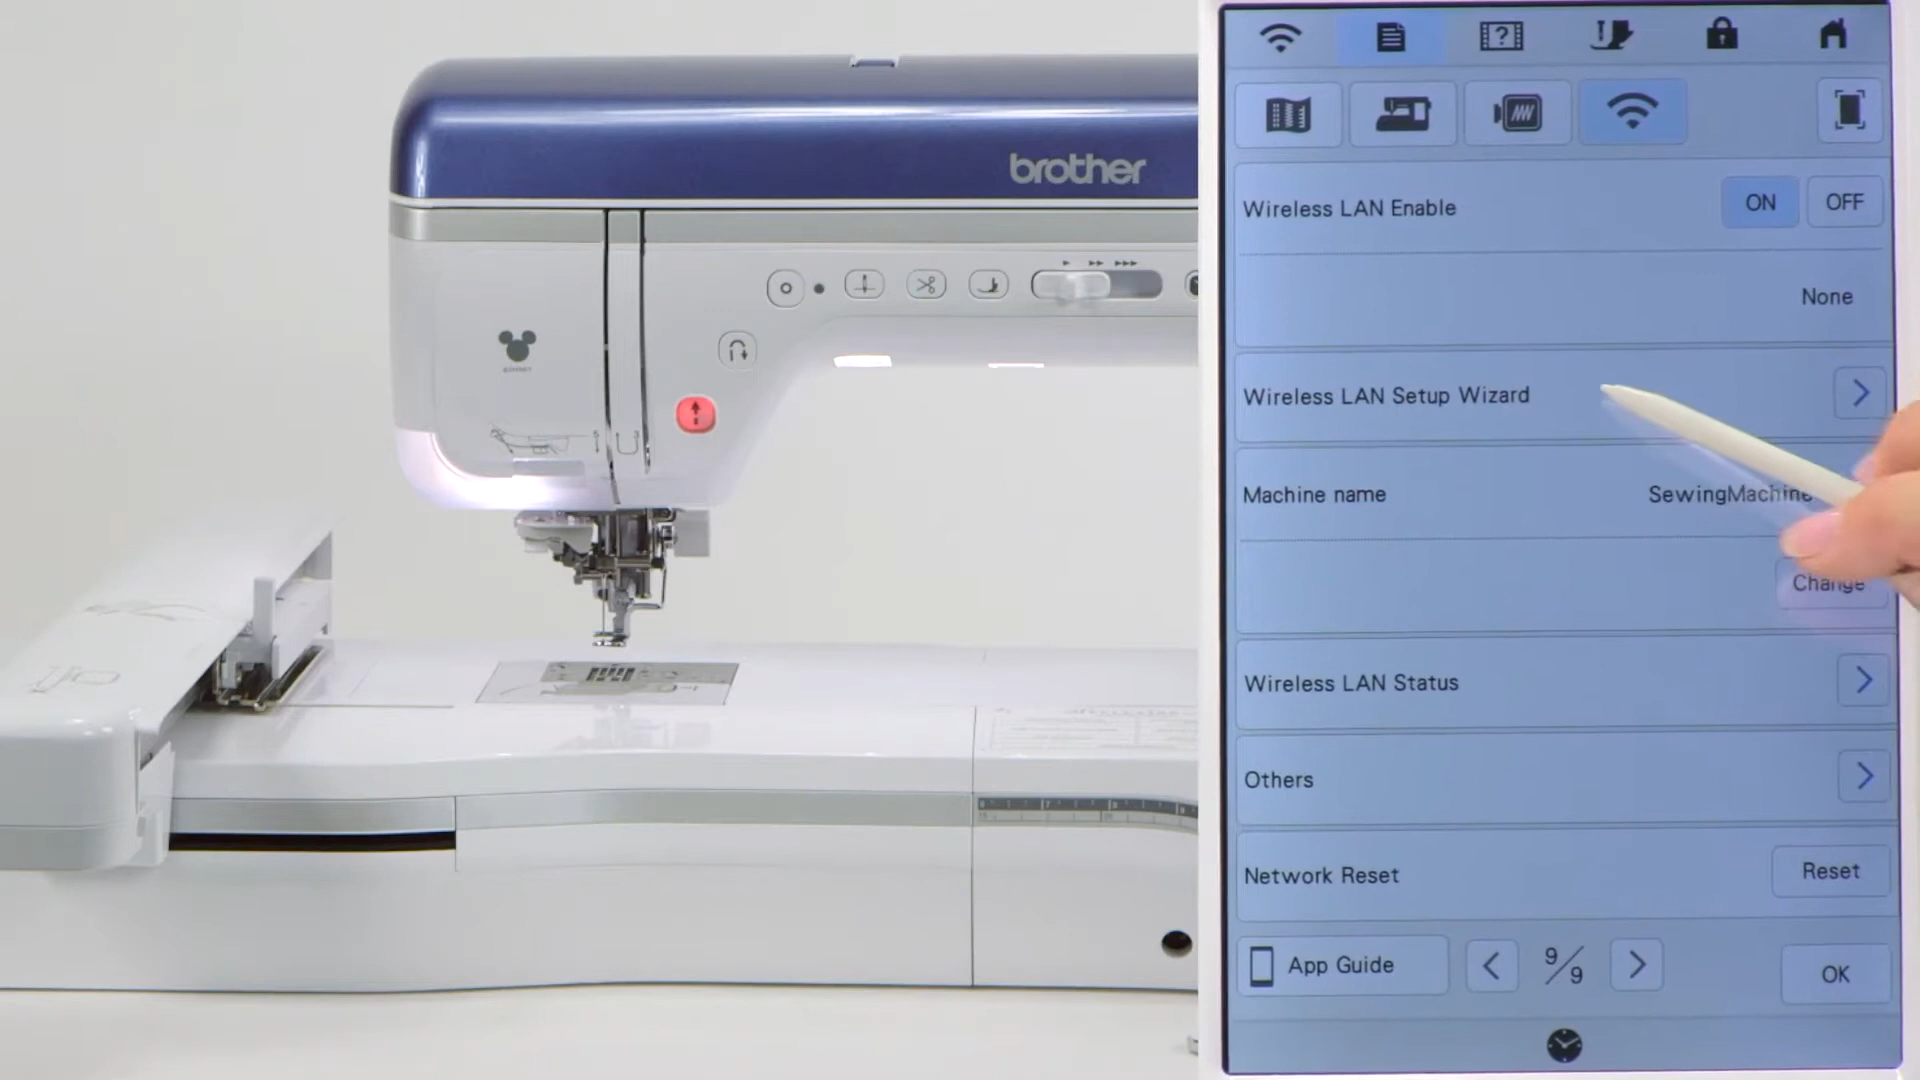 brother
Wireless LAN Enable ON OFF
None
Wireless LAN Setup Wizard
Machine name SewingMachine
Change
Wireless LAN Status
Others
Network Reset Reset
App Guide 9/9 OK